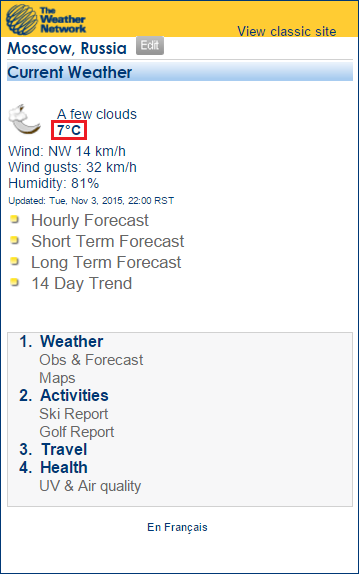 The
Weather
Network
View classic site
Moscow, Russia Edit
Current Weather
A few clouds
7°C
Wind: NW 14 km/h
Wind gusts: 32 km/h
Humidity: 81%
Updated: Tue, Nov 3, 2015, 22:00 RST
Hourly Forecast
Short Term Forecast
Long Term Forecast
14 Day Trend
1. Weather
Obs & Forecast
Maps
2. Activities
Ski Report
Golf Report
3. Travel
4. Health
UV & Air quality
En Français